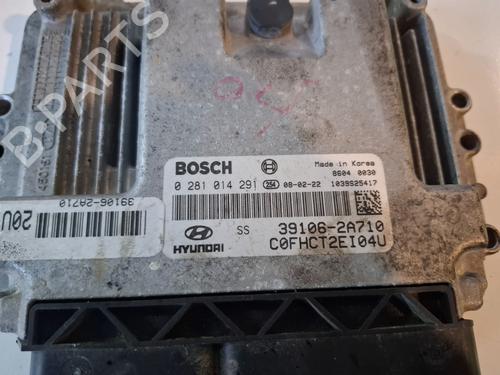 B-PARTS
BOSCH
Made in Korea
8604 0030
0 281 014 291 254 08-02-22 1039S25417
39106-2A710
20U
HYUNDAI
SS 39106-2A710
C0FHCT2EI04U